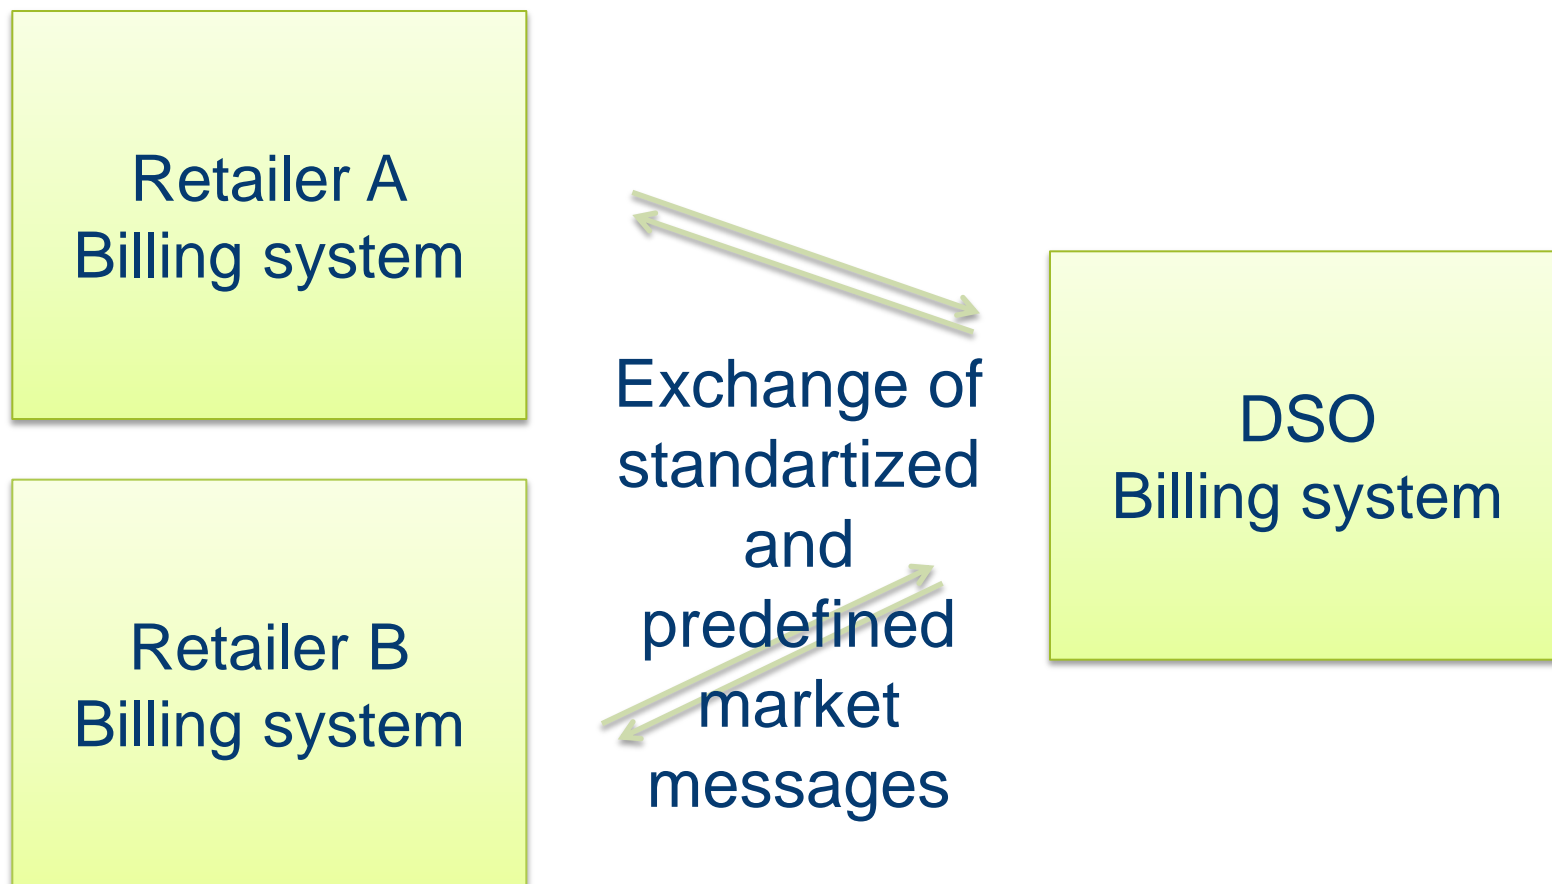 Retailer A
Billing system
Exchange of
standartized
and
predefined
market
messages
DSO
Billing system
Retailer B
Billing system